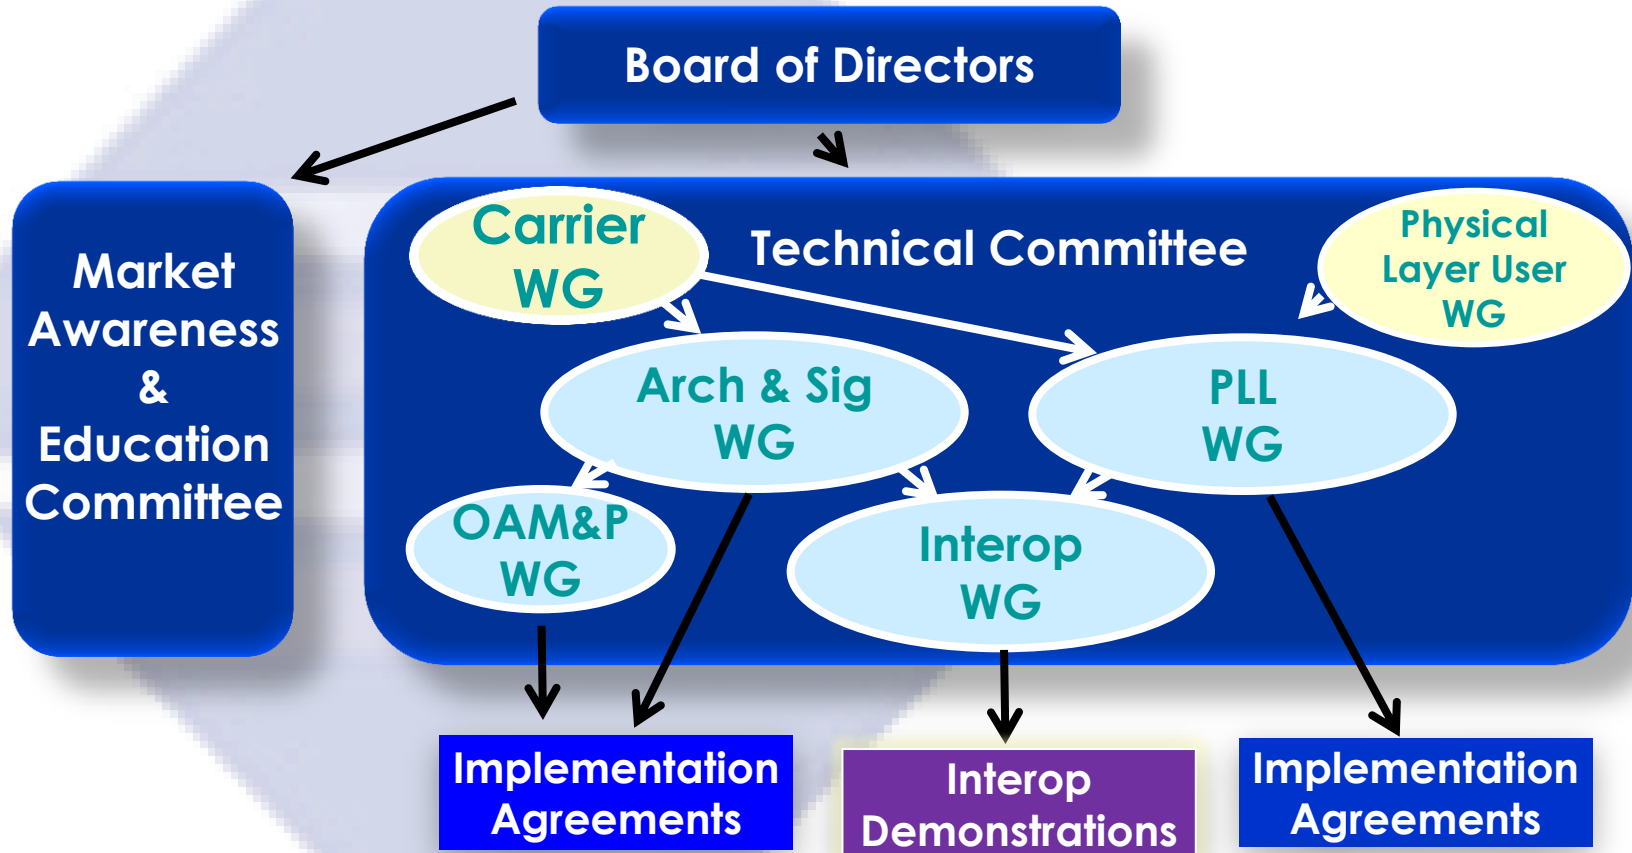 Board of Directors
Market
Awareness
&
Education
Committee
Technical Committee
Carrier
WG
Physical
Layer User
WG
Arch & Sig
WG
PLL
WG
OAM&P
WG
Interop
WG
Implementation
Agreements
Interop
Demonstrations
Implementation
Agreements